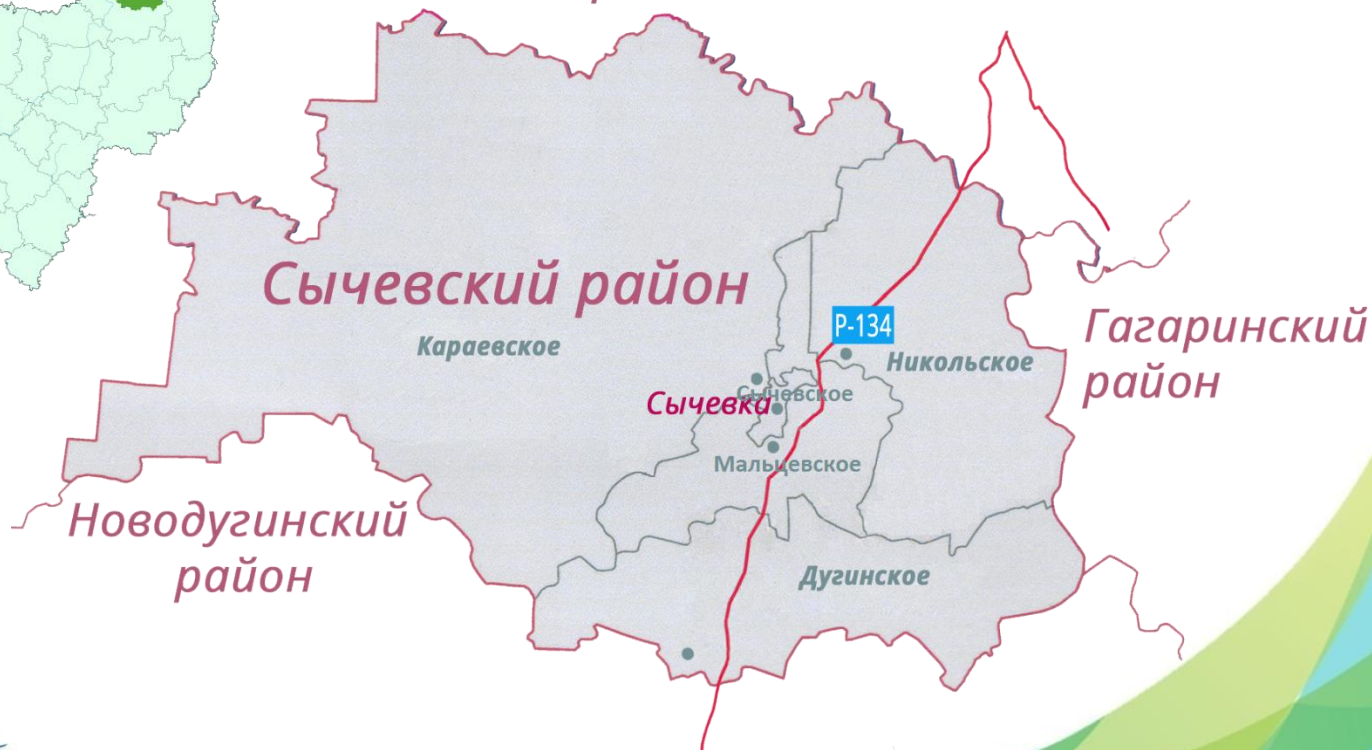 Сычевский район
Караевское
Р-134
Никольское
Гагаринский
район
Сычевка
Сычевское
Мальцевское
Новодугинский
район
Дугинское